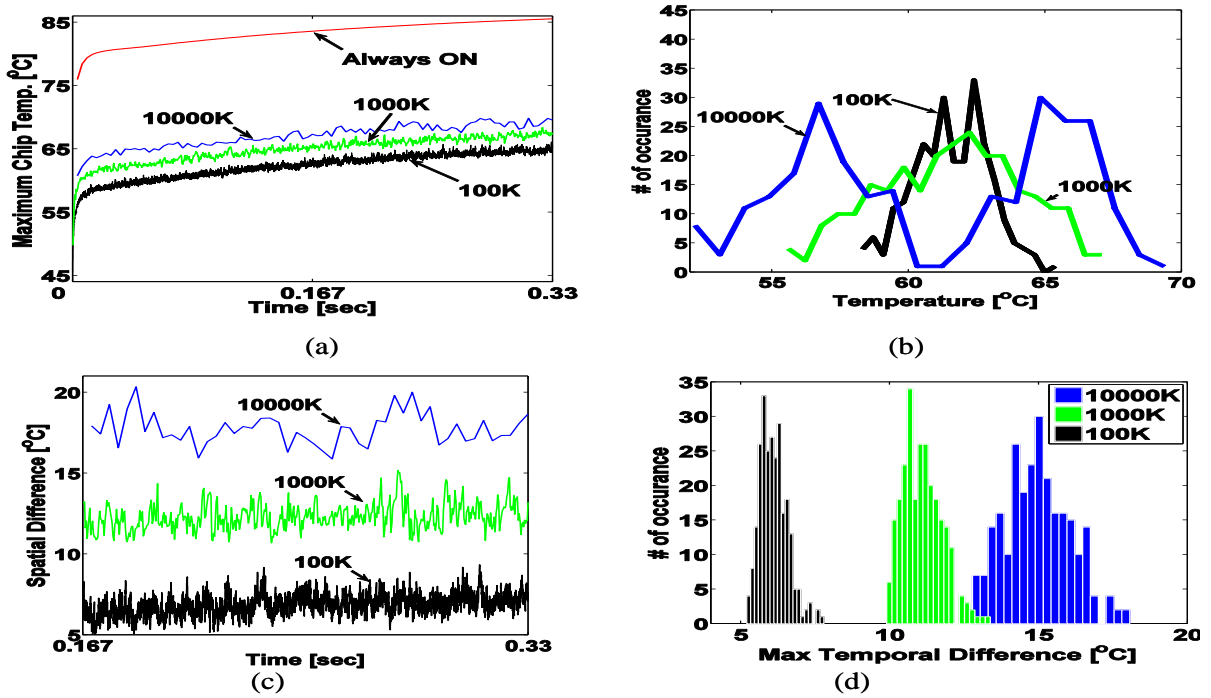 85
75
65
55
45
Maximum Chip Temp. [°C]
Always ON
10000K
1000K
100K
0
0.167
0.33
Time [sec]
(a)
45
40
35
30
25
20
15
10
5
0
# of occurance
10000K
100K
1000K
55
60
65
70
Temperature [°C]
(b)
20
15
10
5
Spatial Difference [°C]
10000K
1000K
100K
0.167
0.33
Time [sec]
(c)
35
30
25
20
15
10
5
0
# of occurance
10000K
1000K
100K
5
10
15
20
Max Temporal Difference [°C]
(d)